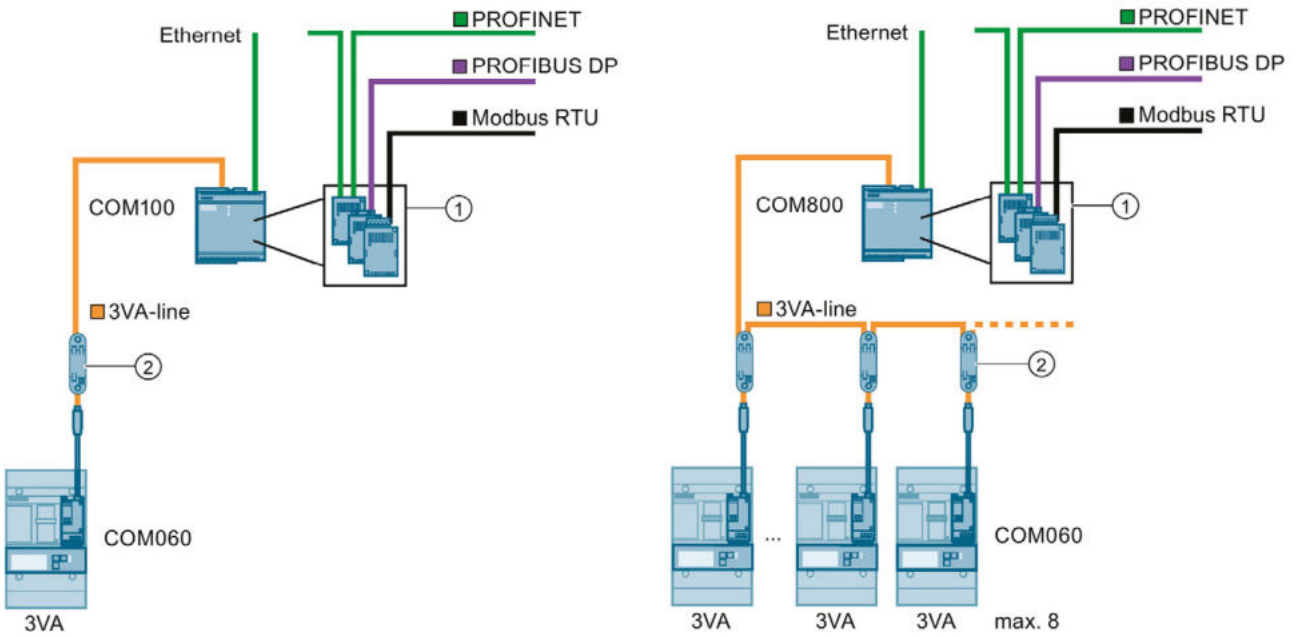 Ethernet
PROFINET
PROFIBUS DP
Modbus RTU
COM100
1
3VA-line
2
COM060
3VA
Ethernet
PROFINET
PROFIBUS DP
Modbus RTU
COM800
1
3VA-line
2
...
COM060
3VA 3VA 3VA max. 8